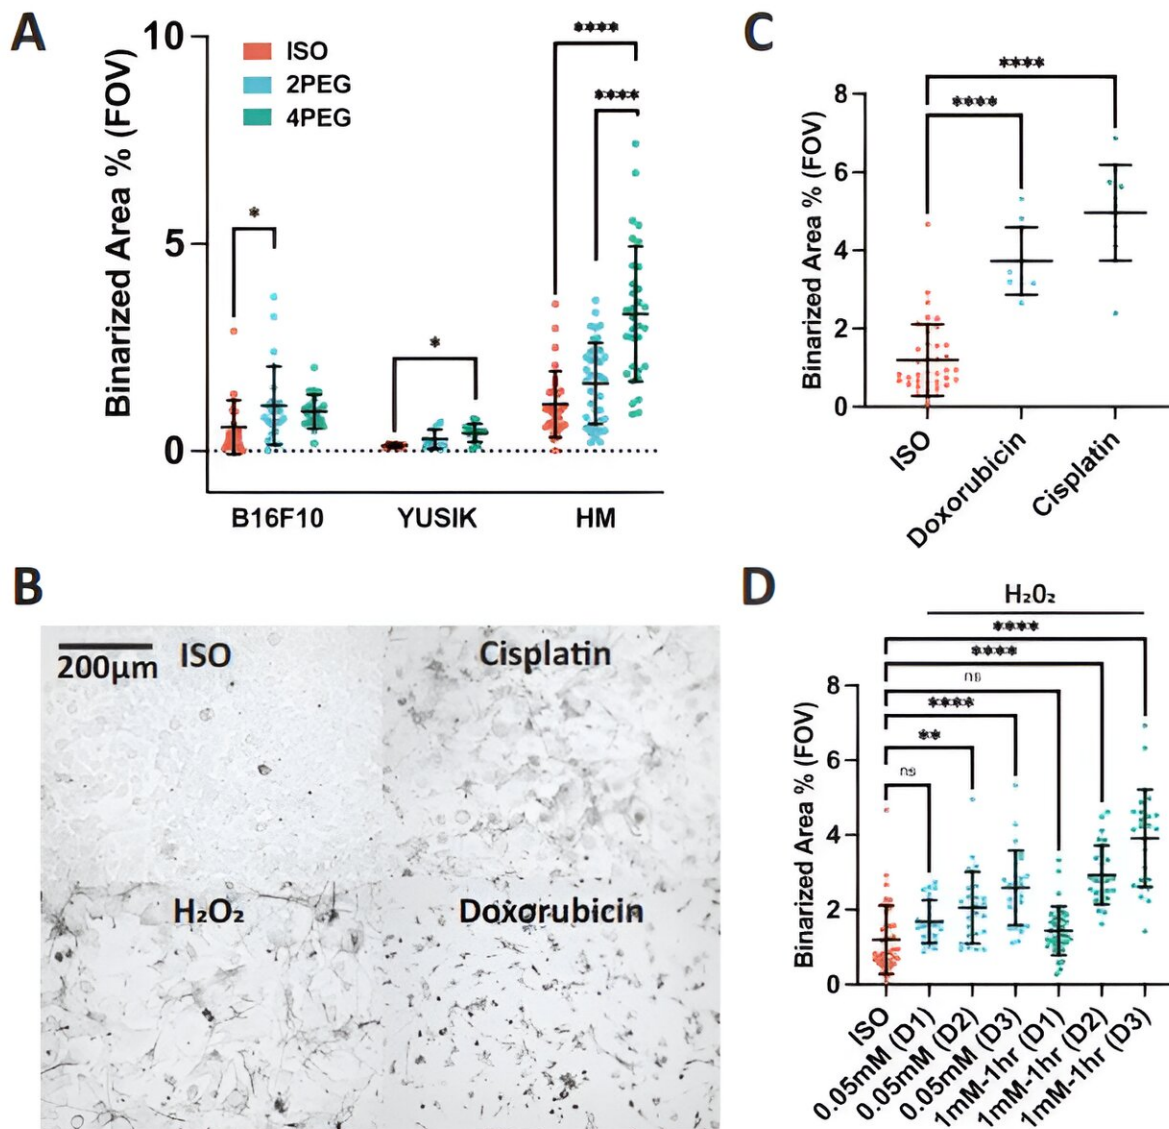 A
Binarized Area % (FOV)
10
5
0
ISO
2PEG
4PEG
*
*
****
****
B16F10 YUSIK HM
C
Binarized Area % (FOV)
8
6
4
2
0
****
****
ISO
Doxorubicin
Cisplatin
B
200µm
ISO
Cisplatin
H₂O₂
Doxorubicin
D
H₂0₂
****
****
ns
****
**
ns
Binarized Area % (FOV)
8
6
4
2
0
ISO
0.05mM (D1)
0.05mM (D2)
0.05mM (D3)
1mM-1hr (D1)
1mM-1hr (D2)
1mM-1hr (D3)